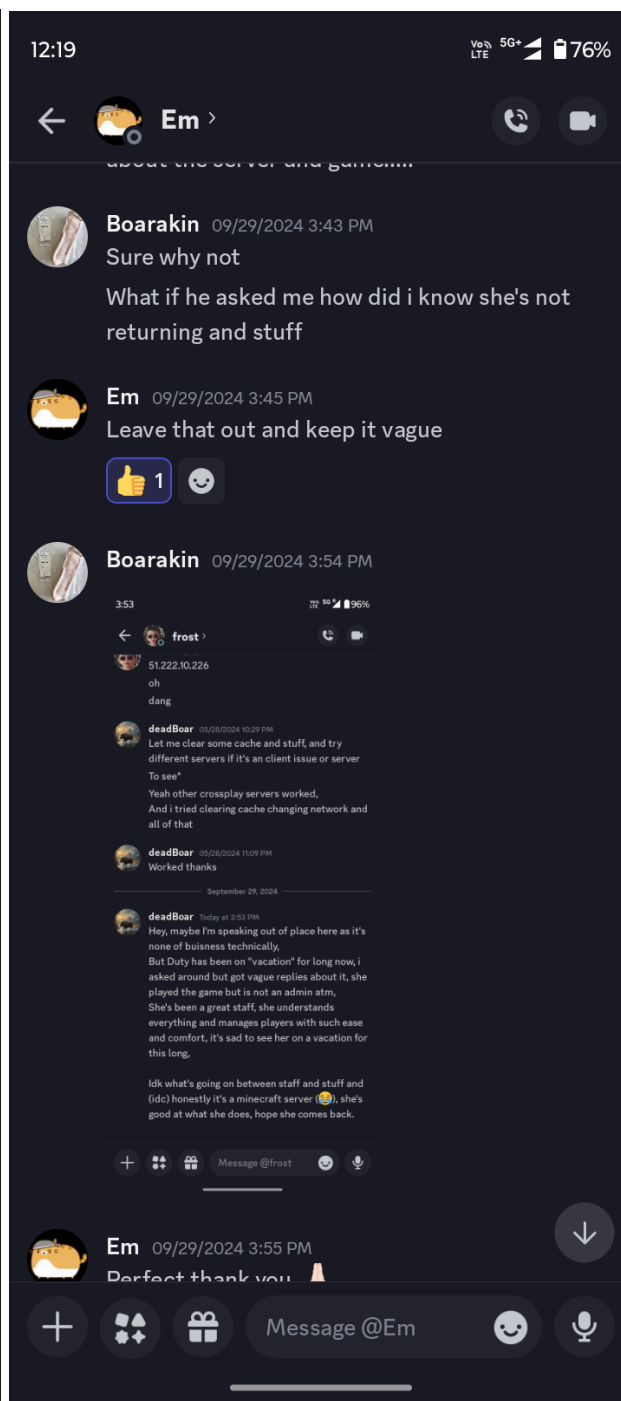 12:19
Vo LTE 5G+ 76%
Em
about the server and game.....
Boarakin 09/29/2024 3:43 PM
Sure why not
What if he asked me how did i know she's not
returning and stuff
Em 09/29/2024 3:45 PM
Leave that out and keep it vague
👍 1
Boarakin 09/29/2024 3:54 PM
3:53
96%
frost
51.222.10.226
oh
dang
deadBoar 05/28/2024 10:29 PM
Let me clear some cache and stuff, and try
different servers if it's an client issue or server
To see*
Yeah other crossplay servers worked,
And i tried clearing cache changing network and
all of that
deadBoar 05/28/2024 11:09 PM
Worked thanks
September 29, 2024
deadBoar Today at 3:53 PM
Hey, maybe I'm speaking out of place here as it's
none of buisness technically,
But Duty has been on "vacation" for long now, i
asked around but got vague replies about it, she
played the game but is not an admin atm,
She's been a great staff, she understands
everything and manages players with such ease
and comfort, it's sad to see her on a vacation for
this long,
Idk what's going on between staff and stuff and
(idc) honestly it's a minecraft server (😂), she's
good at what she does, hope she comes back.
Message @frost
Em 09/29/2024 3:55 PM
Perfect thank you 🙏🏻
Message @Em